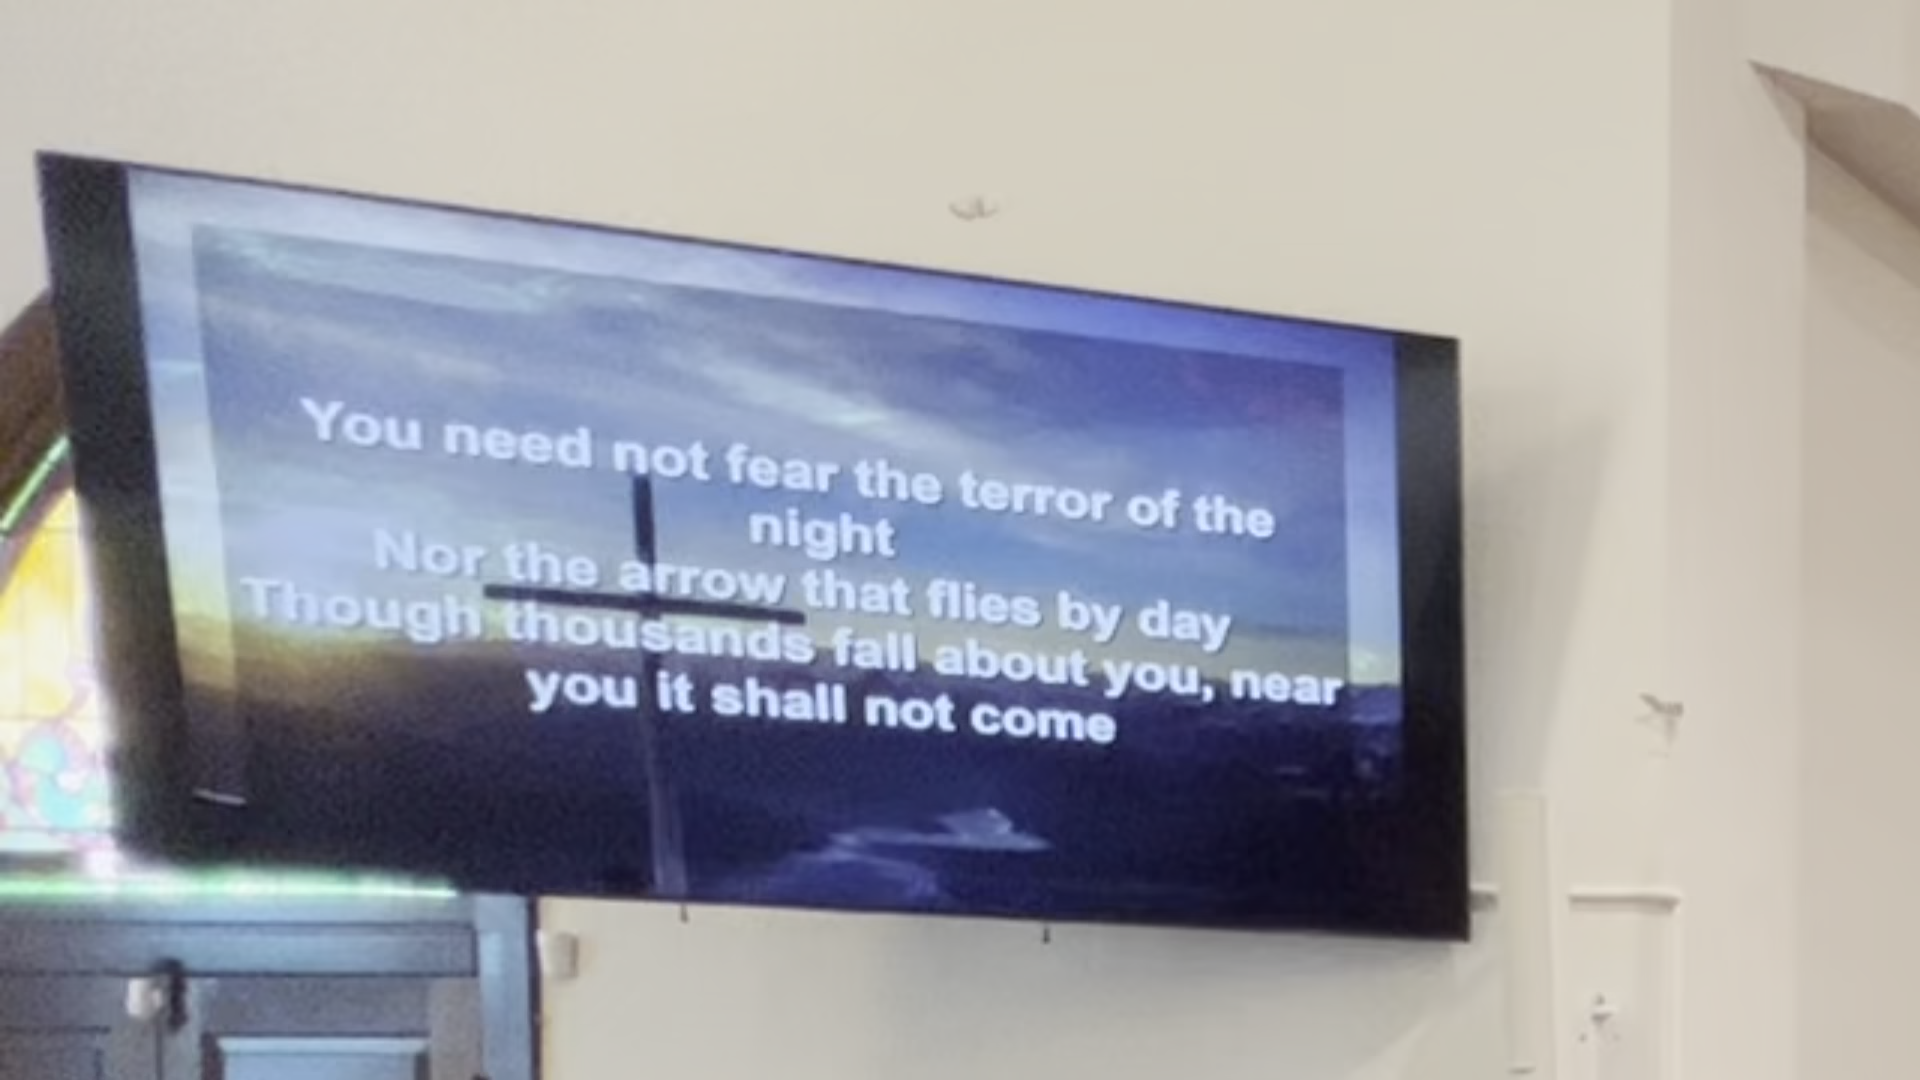 You need not fear the terror of the
night
Nor the arrow that flies by day
Though thousands fall about you, near
you it shall not come